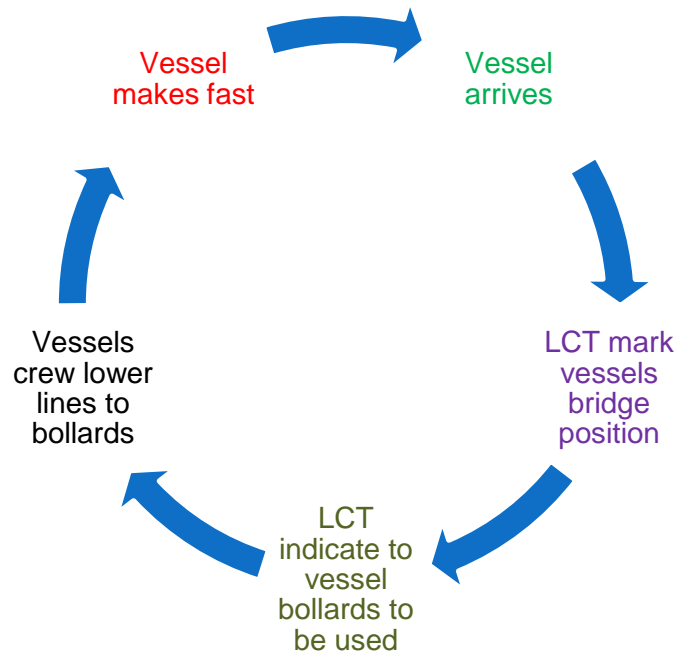 Vessel
makes fast
Vessel
arrives
LCT mark
vessels
bridge
position
LCT
indicate to
vessel
bollards to
be used
Vessels
crew lower
lines to
bollards